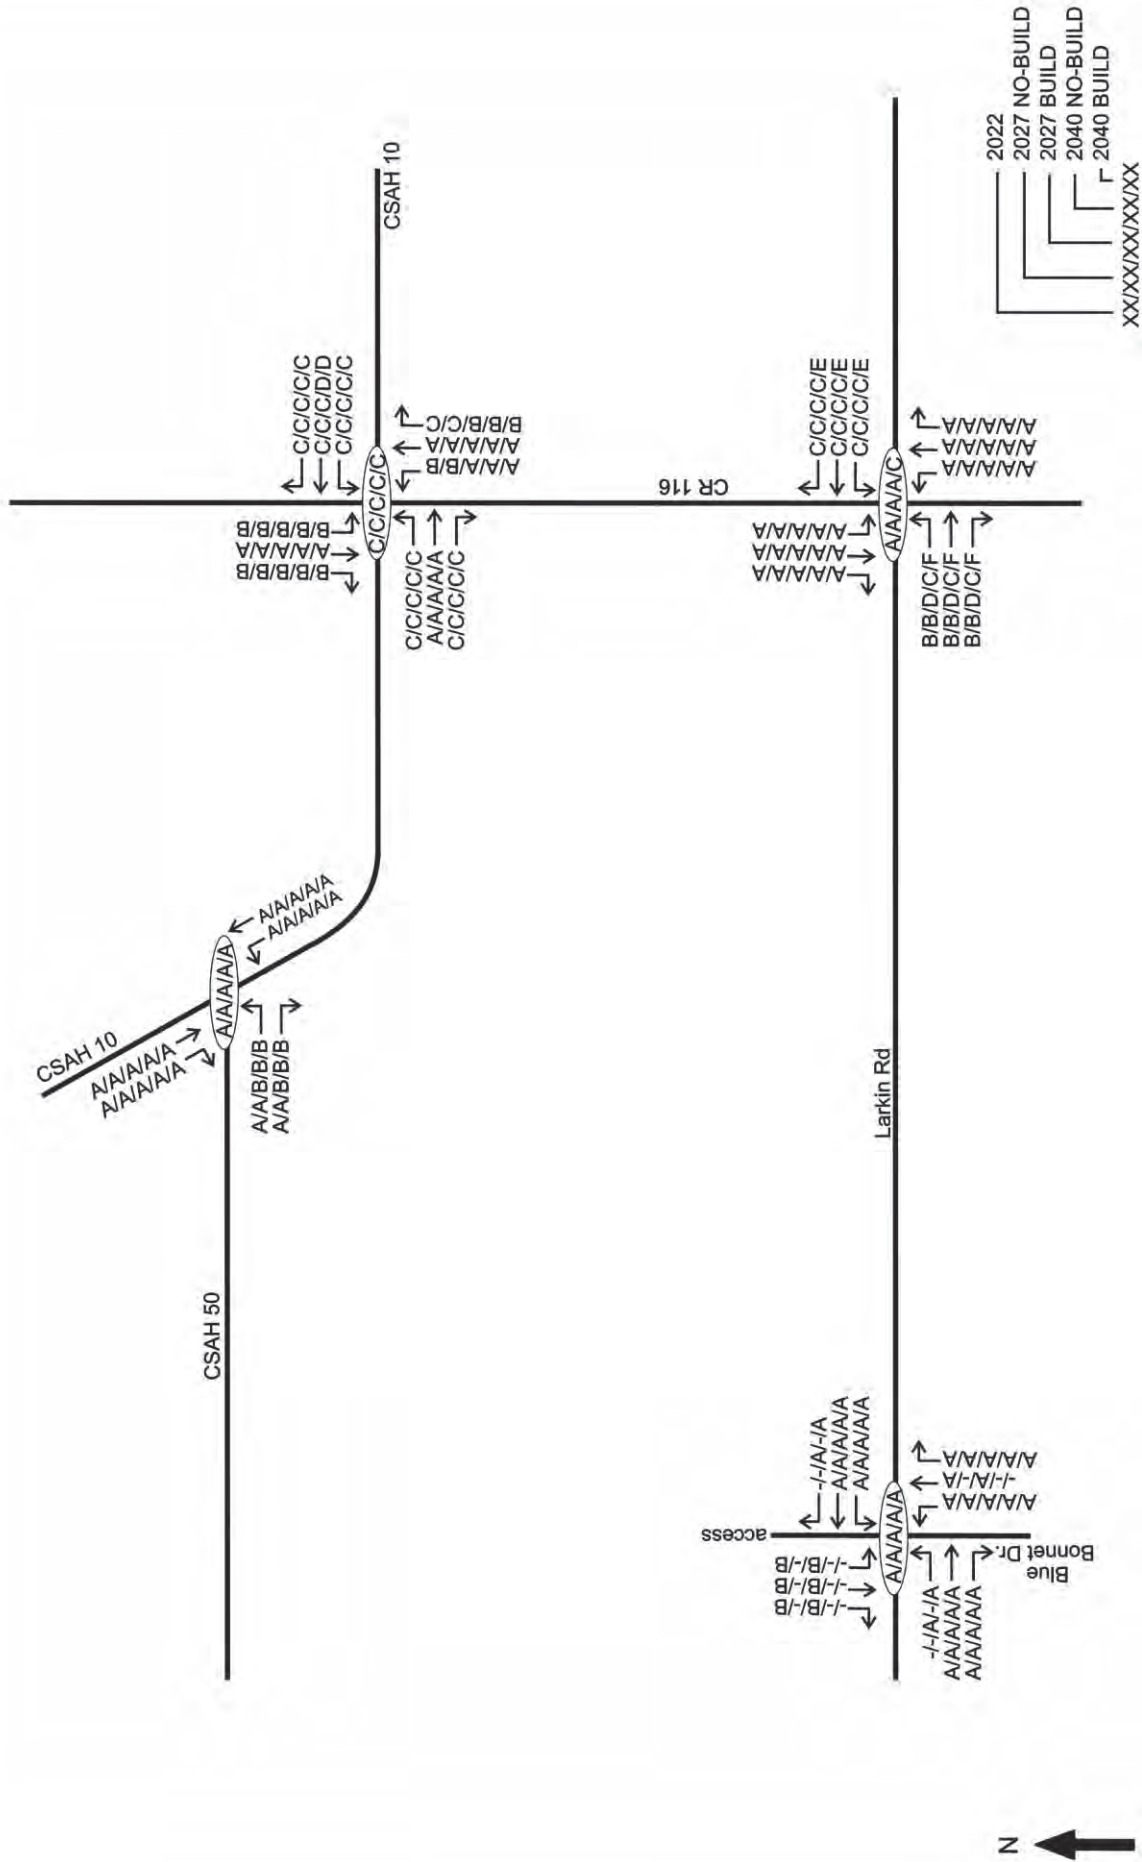 CSAH 10
A/A/A/A/A
A/A/A/A/A
A/A/A/A/A
A/A/A/A/A
A/A/A/A/A
A/A/B/B/B
A/A/B/B/B
CSAH 50
C/C/C/C/C
C/C/C/D/D
C/C/C/C/C
B/B/B/B/B
A/A/A/A/A
B/B/B/B/B
C/C/C/C/C
CSAH 10
C/C/C/C/C
A/A/A/A/A
C/C/C/C/C
A/A/A/B/B
A/A/A/A/A
B/B/B/C/C
CR 116
C/C/C/C/E
C/C/C/C/E
C/C/C/C/E
A/A/A/A/A
A/A/A/A/A
A/A/A/A/A
A/A/A/A/C
B/B/D/C/F
B/B/D/C/F
B/B/D/C/F
A/A/A/A/A
A/A/A/A/A
A/A/A/A/A
Larkin Rd
access
-/-/A/-/A
A/A/A/A/A
A/A/A/A/A
-/-/B/-/B
-/-/B/-/B
-/-/B/-/B
A/A/A/A/A
-/-/A/-/A
A/A/A/A/A
A/A/A/A/A
A/A/A/A/A
-/-/A/-/A
A/A/A/A/A
Blue
Bonnet Dr.
2022
2027 NO-BUILD
2027 BUILD
2040 NO-BUILD
2040 BUILD
XX/XX/XX/XX/XX
N